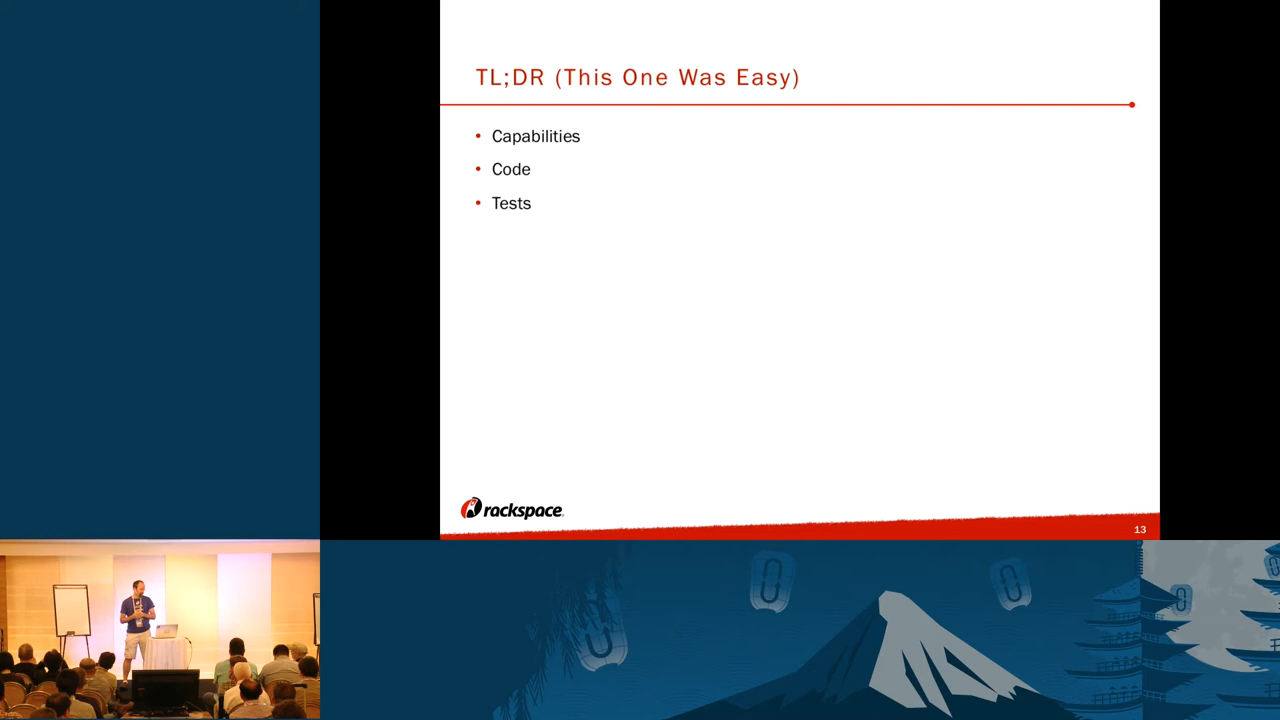 TL;DR (This One Was Easy)
• Capabilities
• Code
• Tests
rackspace
13